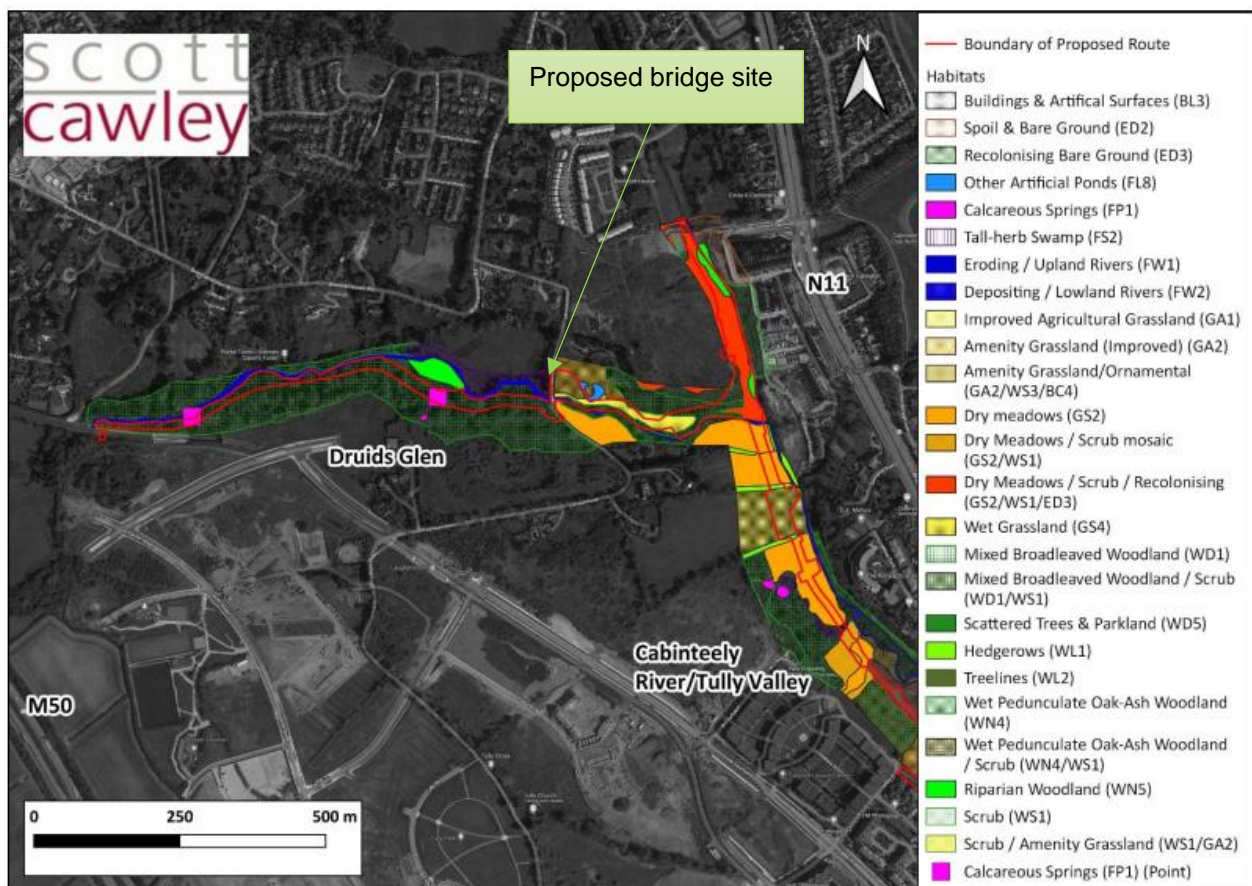 scott
cawley
Proposed bridge site
N
N11
Druids Glen
Cabinteely
River/Tully Valley
M50
0 250 500 m
Boundary of Proposed Route
Habitats
Buildings & Artifical Surfaces (BL3)
Spoil & Bare Ground (ED2)
Recolonising Bare Ground (ED3)
Other Artificial Ponds (FL8)
Calcareous Springs (FP1)
Tall-herb Swamp (FS2)
Eroding / Upland Rivers (FW1)
Depositing / Lowland Rivers (FW2)
Improved Agricultural Grassland (GA1)
Amenity Grassland (Improved) (GA2)
Amenity Grassland/Ornamental
(GA2/WS3/BC4)
Dry meadows (GS2)
Dry Meadows / Scrub mosaic
(GS2/WS1)
Dry Meadows / Scrub / Recolonising
(GS2/WS1/ED3)
Wet Grassland (GS4)
Mixed Broadleaved Woodland (WD1)
Mixed Broadleaved Woodland / Scrub
(WD1/WS1)
Scattered Trees & Parkland (WD5)
Hedgerows (WL1)
Treelines (WL2)
Wet Pedunculate Oak-Ash Woodland
(WN4)
Wet Pedunculate Oak-Ash Woodland
/ Scrub (WN4/WS1)
Riparian Woodland (WN5)
Scrub (WS1)
Scrub / Amenity Grassland (WS1/GA2)
Calcareous Springs (FP1) (Point)